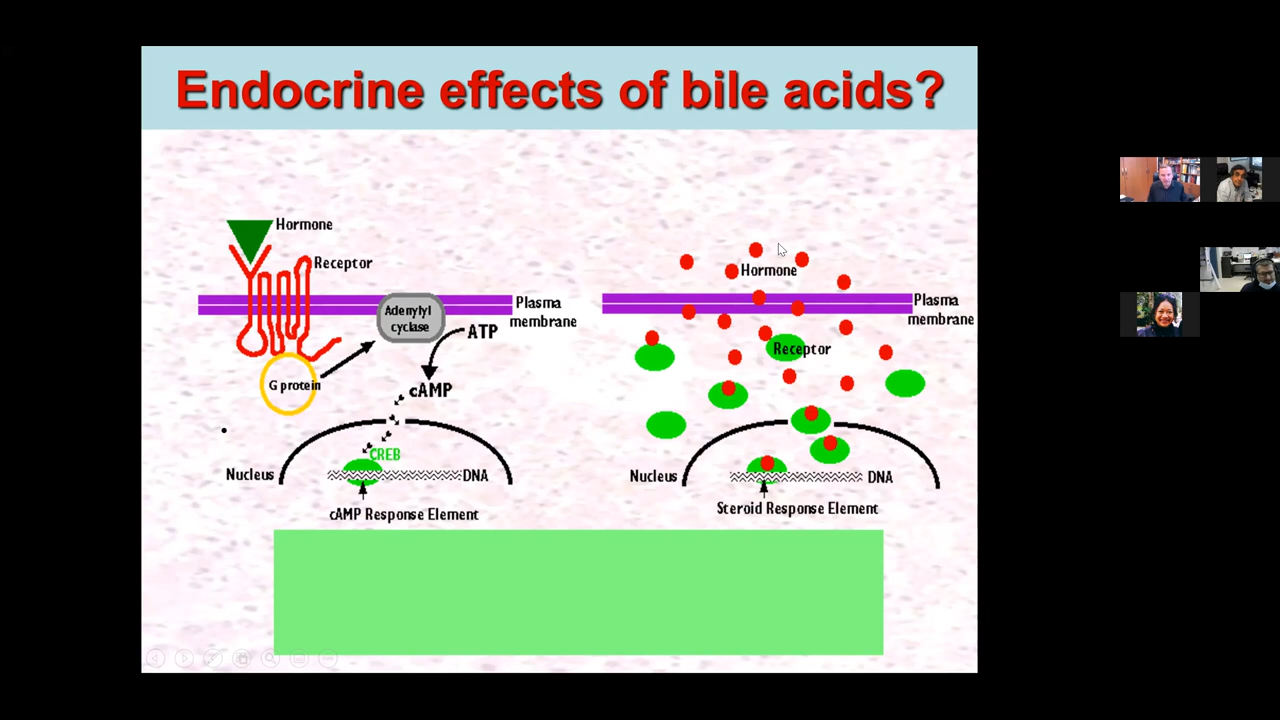 Endocrine effects of bile acids?
Hormone
Receptor
Adenylyl
cyclase
Plasma
membrane
ATP
G protein
cAMP
CREB
Nucleus
DNA
cAMP Response Element
Hormone
Plasma
membrane
Receptor
Nucleus
DNA
Steroid Response Element